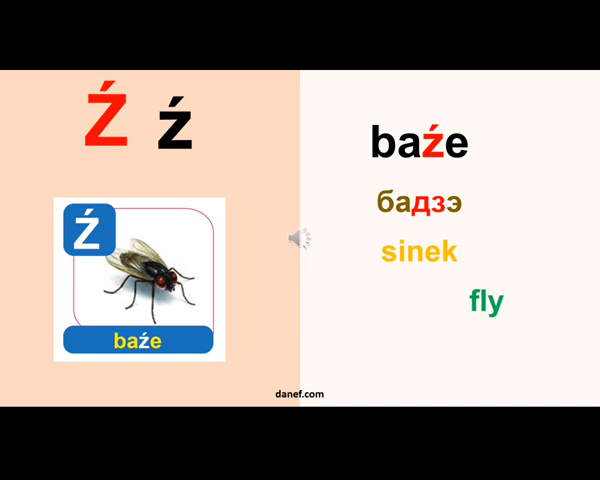 Ź ź
Ź
baźe
baźe
бадзэ
sinek
fly
danef.com